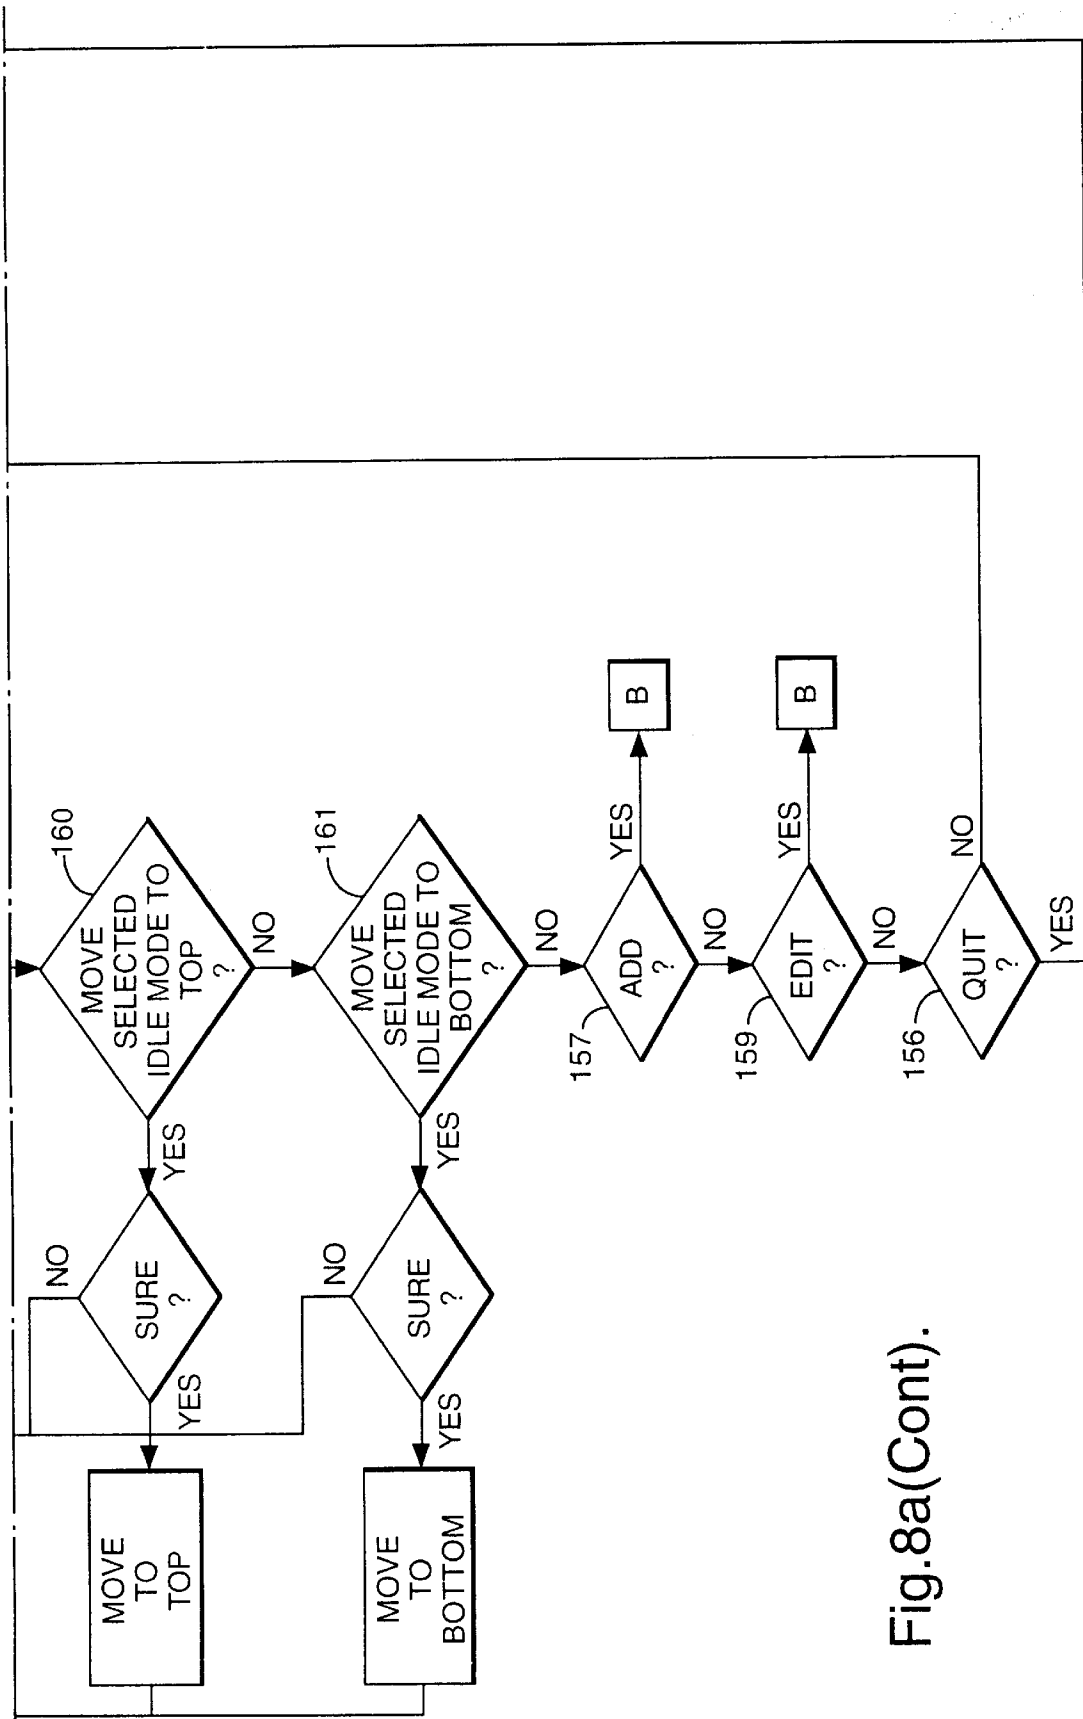 160
MOVE
SELECTED
IDLE MODE TO
TOP
?
YES
NO
SURE
?
NO
YES
MOVE
TO
TOP
161
MOVE
SELECTED
IDLE MODE TO
BOTTOM
?
YES
NO
SURE
?
NO
YES
MOVE
TO
BOTTOM
157
ADD
?
YES
B
NO
159
EDIT
?
YES
B
NO
156
QUIT
?
NO
YES
Fig.8a(Cont).